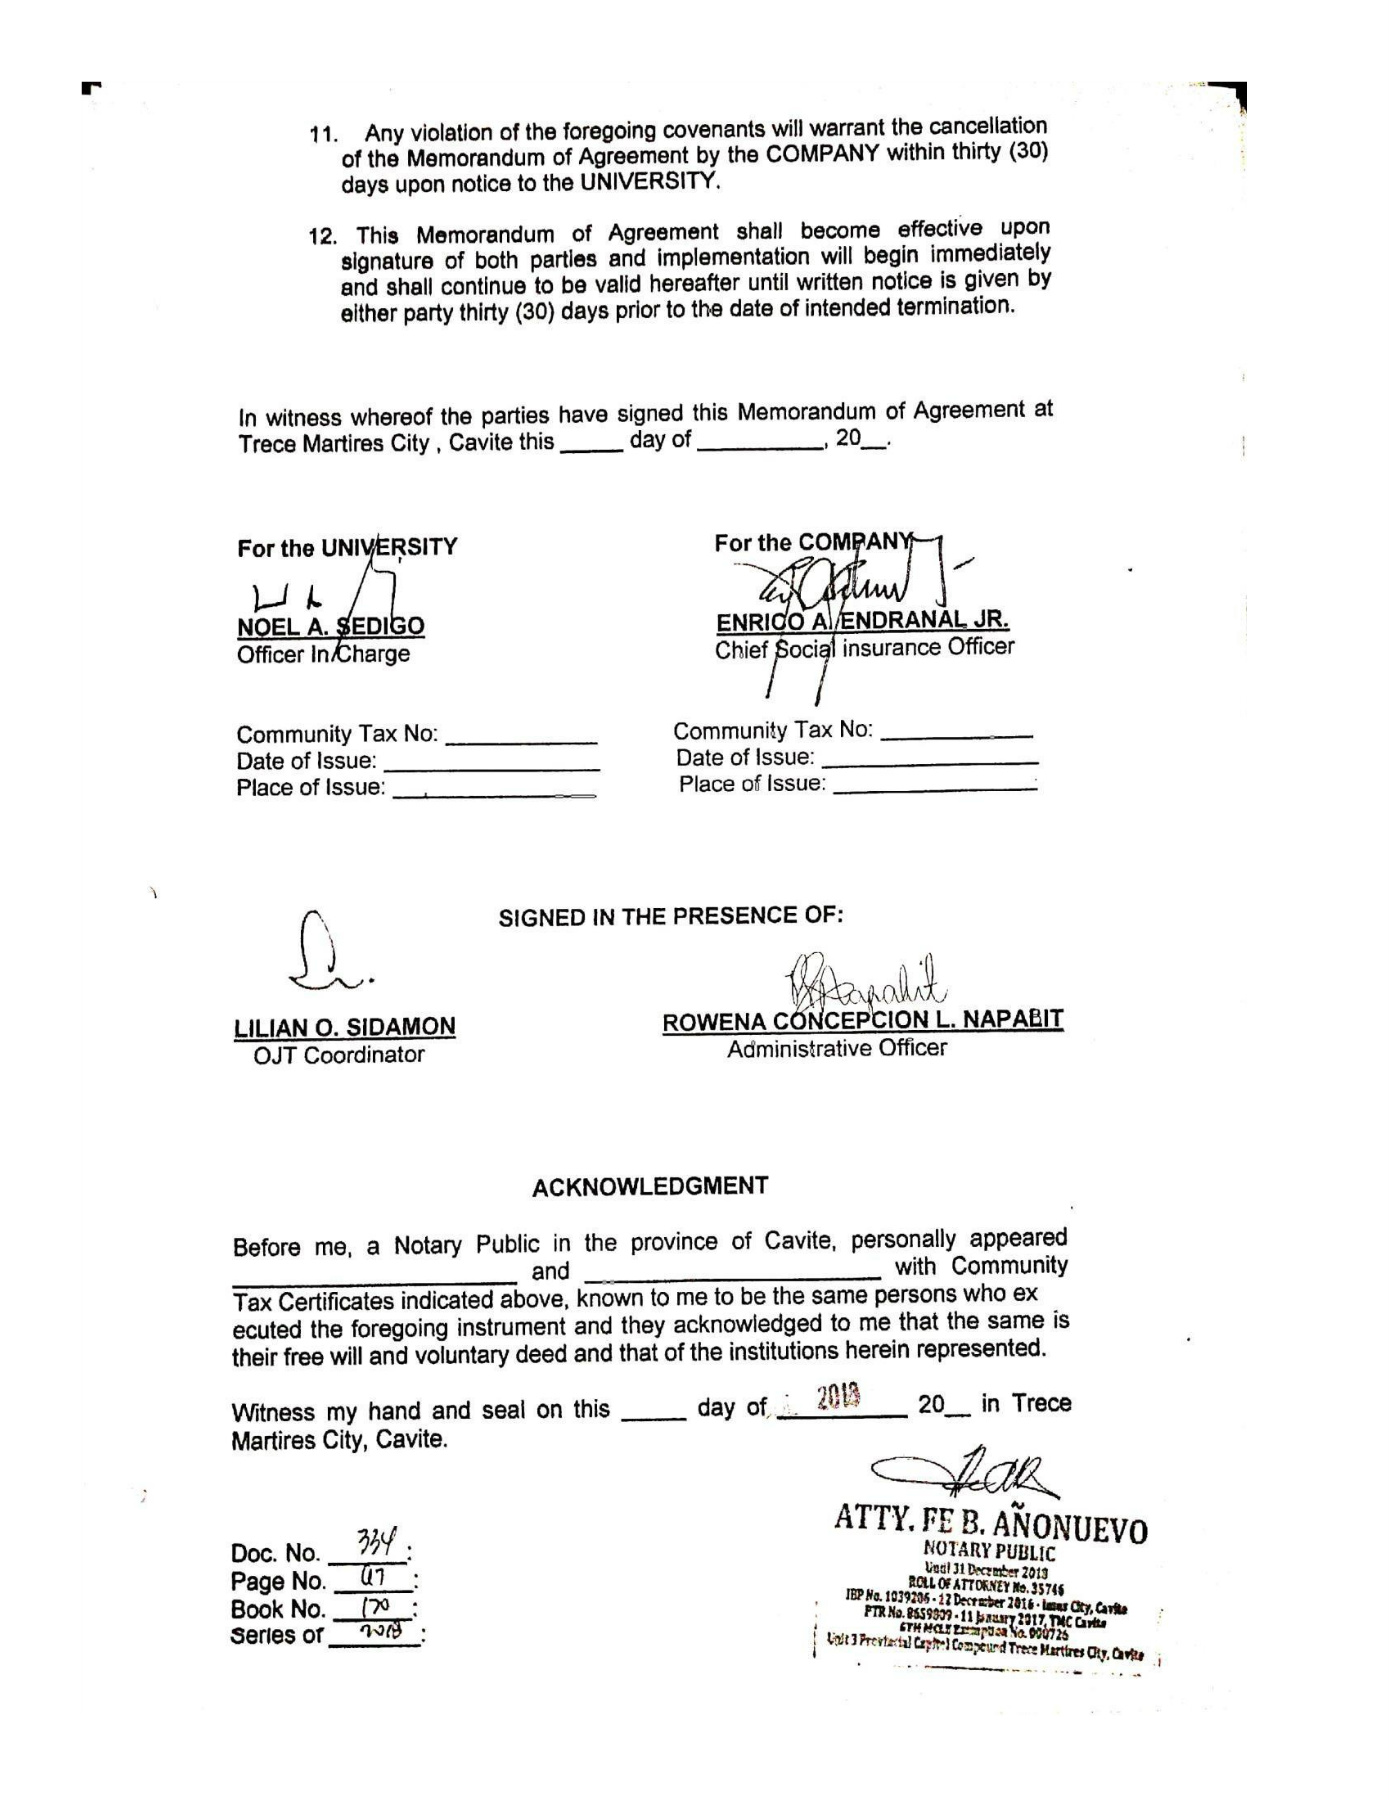 11. Any violation of the foregoing covenants will warrant the cancellation
of the Memorandum of Agreement by the COMPANY within thirty (30)
days upon notice to the UNIVERSITY.
12. This Memorandum of Agreement shall become effective upon
signature of both parties and implementation will begin immediately
and shall continue to be valid hereafter until written notice is given by
either party thirty (30) days prior to the date of intended termination.
In witness whereof the parties have signed this Memorandum of Agreement at
Trece Martires City , Cavite this _____ day of __________, 20__.
For the UNIVERSITY
For the COMPANY
NOEL A. SEDIGO
ENRICO A. ENDRANAL JR.
Officer In Charge
Chief Social insurance Officer
Community Tax No: ____________
Community Tax No: ____________
Date of Issue: _________________
Date of Issue: _________________
Place of Issue: ________________
Place of Issue: ________________
SIGNED IN THE PRESENCE OF:
LILIAN O. SIDAMON
ROWENA CONCEPCION L. NAPABIT
OJT Coordinator
Administrative Officer
ACKNOWLEDGMENT
Before me, a Notary Public in the province of Cavite, personally appeared
______________________ and _______________________ with Community
Tax Certificates indicated above, known to me to be the same persons who ex
ecuted the foregoing instrument and they acknowledged to me that the same is
their free will and voluntary deed and that of the institutions herein represented.
Witness my hand and seal on this _____ day of __________ 20__ in Trece
Martires City, Cavite.
ATTY. FE B. AÑONUEVO
NOTARY PUBLIC
Until 31 December 2018
ROLL OF ATTORNEY No. 35746
IBP No. 1039206 - 22 December 2016 - Imus City, Cavite
PTR No. 8559809 - 11 January 2017, TMC Cavite
6TH MCLE Exemption No. 000726
Unit 3 Provincial Capitol Compound Trece Martires City, Cavite
Doc. No. 334 :
Page No. :
Book No. 170 :
Series of 2018 :